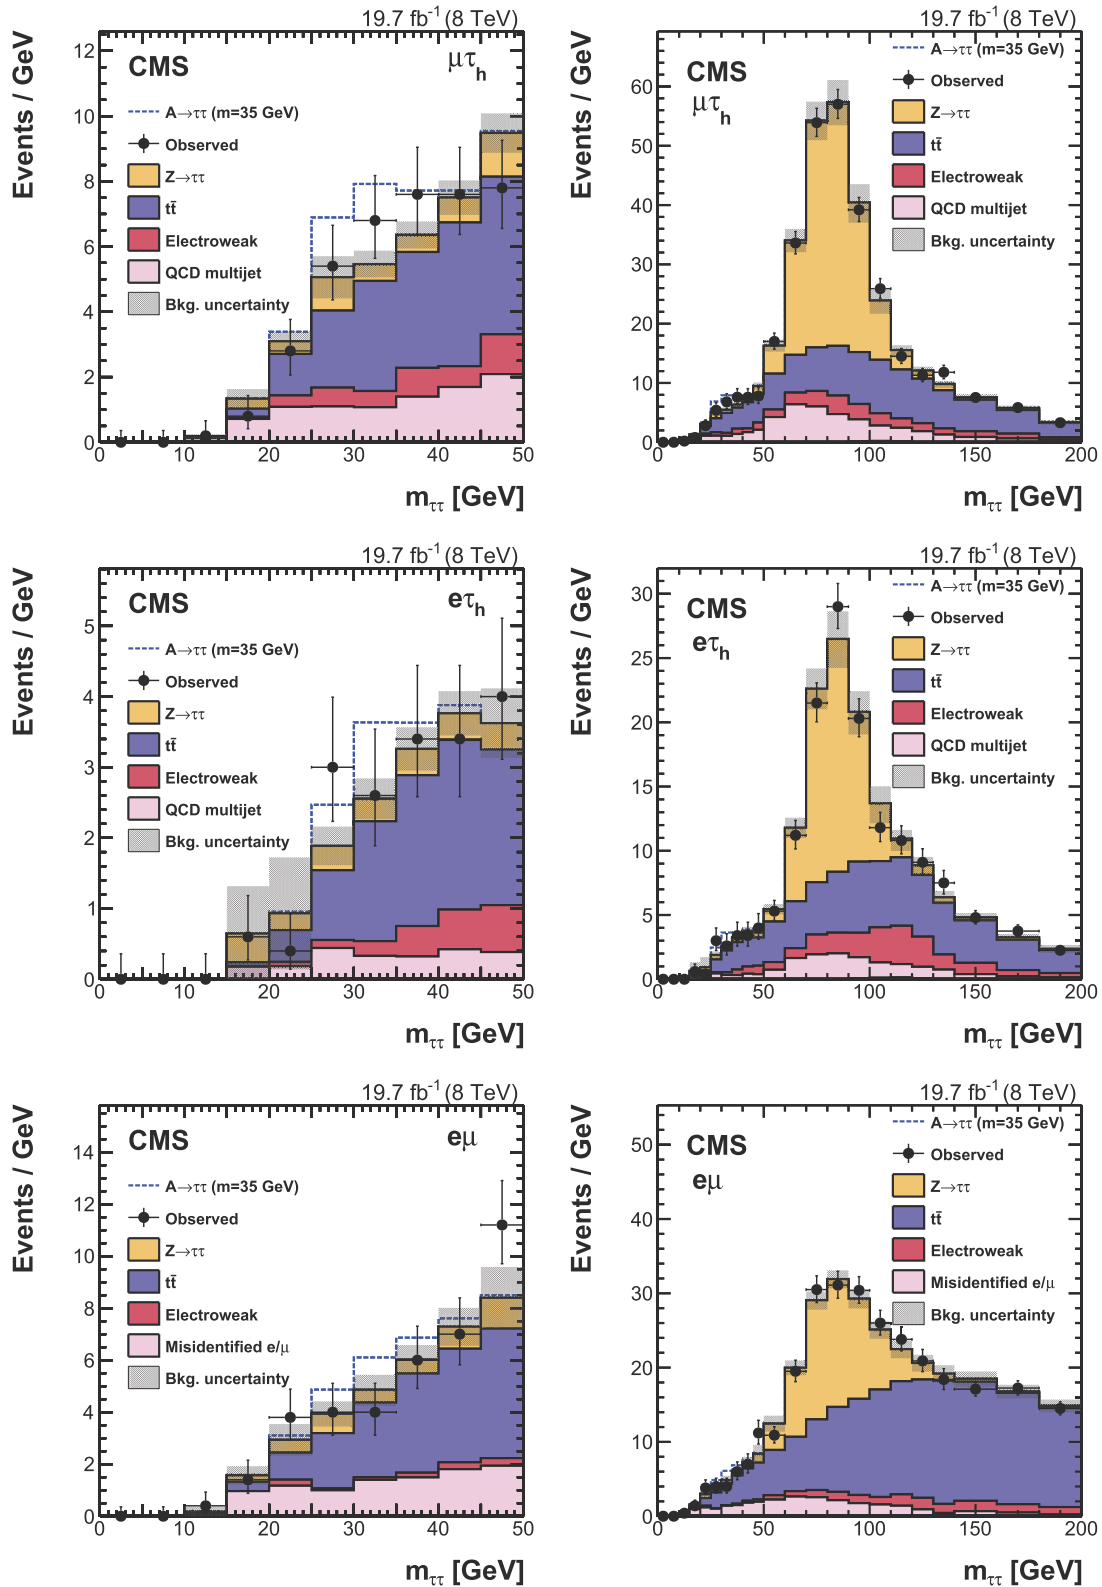 19.7 fb⁻¹ (8 TeV)
Events / GeV
CMS
μτh
A→ττ (m=35 GeV)
Observed
Z→ττ
tt̄
Electroweak
QCD multijet
Bkg. uncertainty
12
10
8
6
4
2
0
0 10 20 30 40 50
mττ [GeV]
19.7 fb⁻¹ (8 TeV)
Events / GeV
CMS
μτh
A→ττ (m=35 GeV)
Observed
Z→ττ
tt̄
Electroweak
QCD multijet
Bkg. uncertainty
60
50
40
30
20
10
0
0 50 100 150 200
mττ [GeV]
19.7 fb⁻¹ (8 TeV)
Events / GeV
CMS
eτh
A→ττ (m=35 GeV)
Observed
Z→ττ
tt̄
Electroweak
QCD multijet
Bkg. uncertainty
5
4
3
2
1
0
0 10 20 30 40 50
mττ [GeV]
19.7 fb⁻¹ (8 TeV)
Events / GeV
CMS
eτh
A→ττ (m=35 GeV)
Observed
Z→ττ
tt̄
Electroweak
QCD multijet
Bkg. uncertainty
30
25
20
15
10
5
0
0 50 100 150 200
mττ [GeV]
19.7 fb⁻¹ (8 TeV)
Events / GeV
CMS
eμ
A→ττ (m=35 GeV)
Observed
Z→ττ
tt̄
Electroweak
Misidentified e/μ
Bkg. uncertainty
14
12
10
8
6
4
2
0
0 10 20 30 40 50
mττ [GeV]
19.7 fb⁻¹ (8 TeV)
Events / GeV
CMS
eμ
A→ττ (m=35 GeV)
Observed
Z→ττ
tt̄
Electroweak
Misidentified e/μ
Bkg. uncertainty
50
40
30
20
10
0
0 50 100 150 200
mττ [GeV]